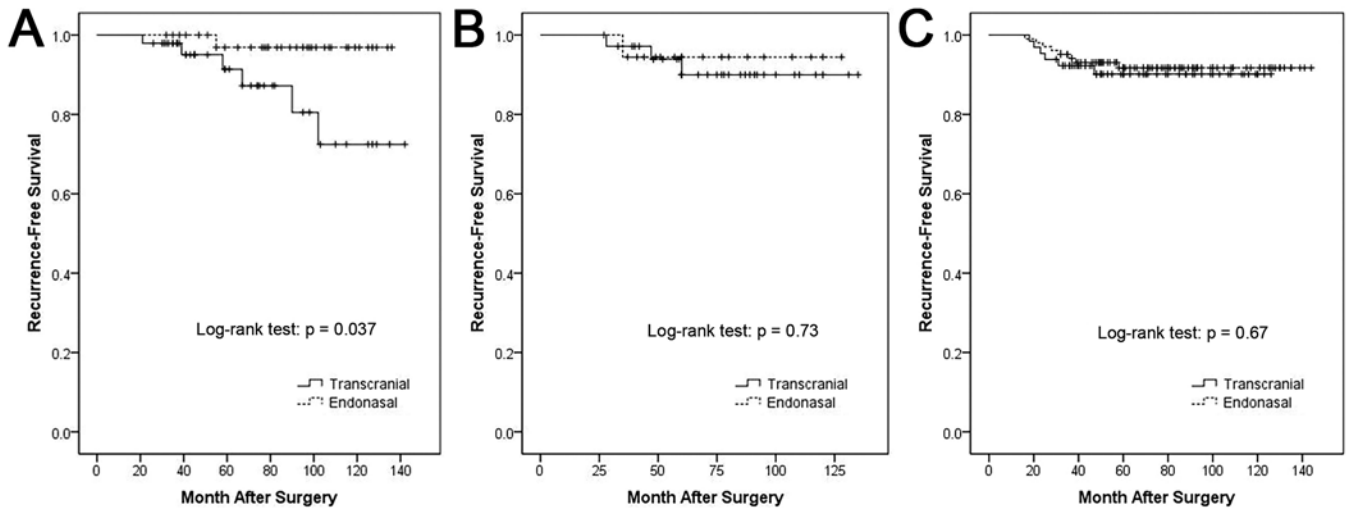 A
Recurrence-Free Survival
1.0
0.8
0.6
0.4
0.2
0.0
Log-rank test: p = 0.037
Transcranial
Endonasal
0 20 40 60 80 100 120 140
Month After Surgery
B
Recurrence-Free Survival
1.0
0.8
0.6
0.4
0.2
0.0
Log-rank test: p = 0.73
Transcranial
Endonasal
0 25 50 75 100 125
Month After Surgery
C
Recurrence-Free Survival
1.0
0.8
0.6
0.4
0.2
0.0
Log-rank test: p = 0.67
Transcranial
Endonasal
0 20 40 60 80 100 120 140
Month After Surgery